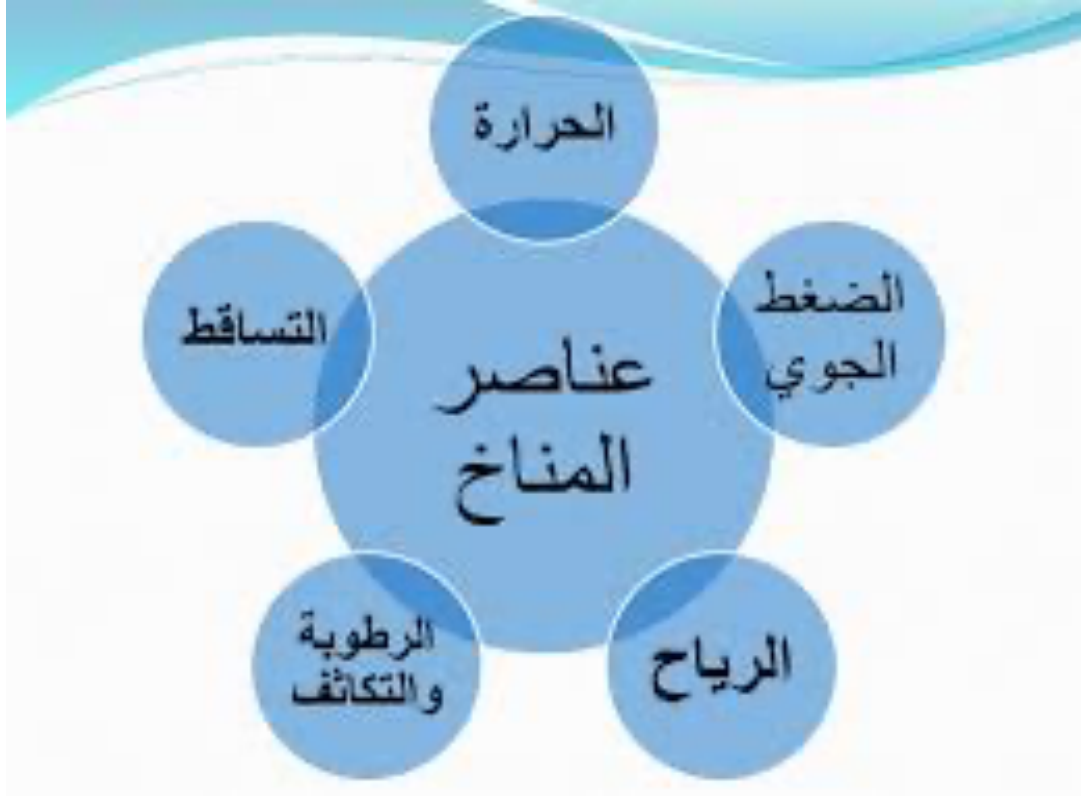 الحرارة
الضغط
الجوي
عناصر
المناخ
التساقط
الرياح
الرطوبة
والتكاثف